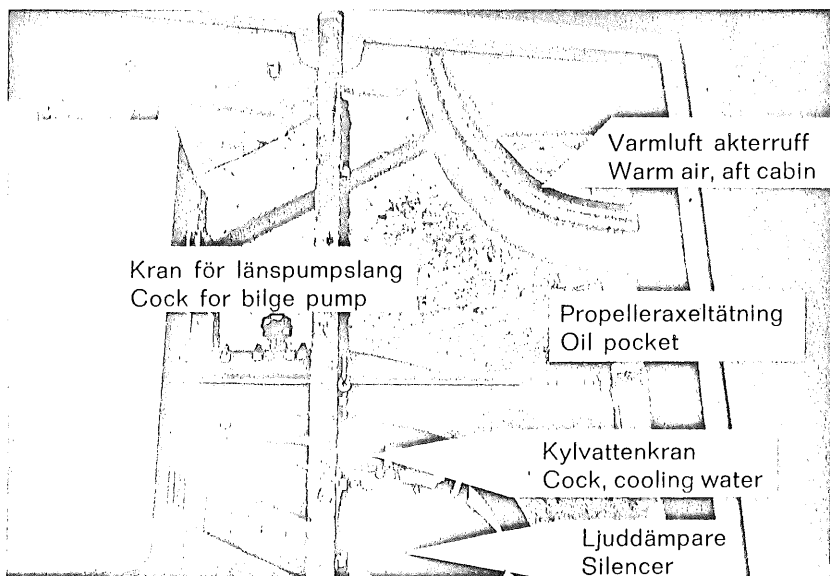 Varmluft akterruff
Warm air, aft cabin
Kran för länspumpslang
Cock for bilge pump
Propelleraxeltätning
Oil pocket
Kylvattenkran
Cock, cooling water
Ljuddämpare
Silencer